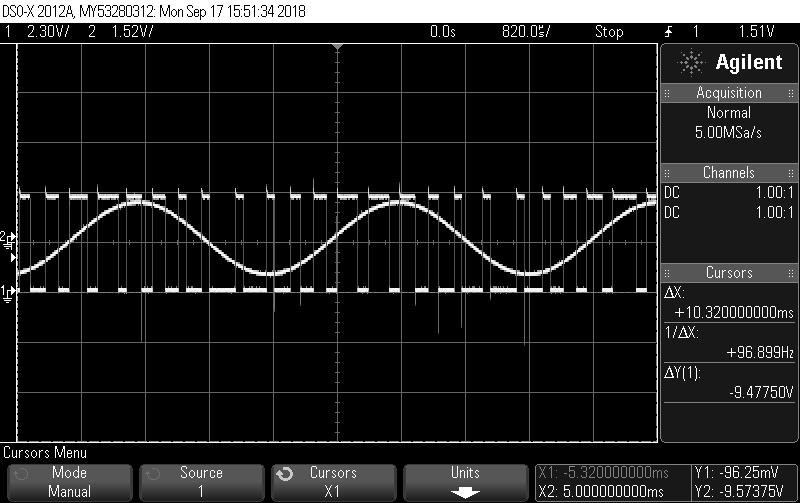 DSO-X 2012A, MY53280312: Mon Sep 17 15:51:34 2018
1 2.30V/ 2 1.52V/ 0.0s 820.0㎲/ Stop 1 1.51V
Agilent
Acquisition
Normal
5.00MSa/s
Channels
DC 1.00:1
DC 1.00:1
Cursors
ΔX:
+10.320000000ms
1/ΔX:
+96.899Hz
ΔY(1):
-9.47750V
2
1
Cursors Menu
Mode
Manual
Source
1
Cursors
X1
Units
X1: -5.320000000ms
X2: 5.000000000ms
Y1: -96.25mV
Y2: -9.57375V